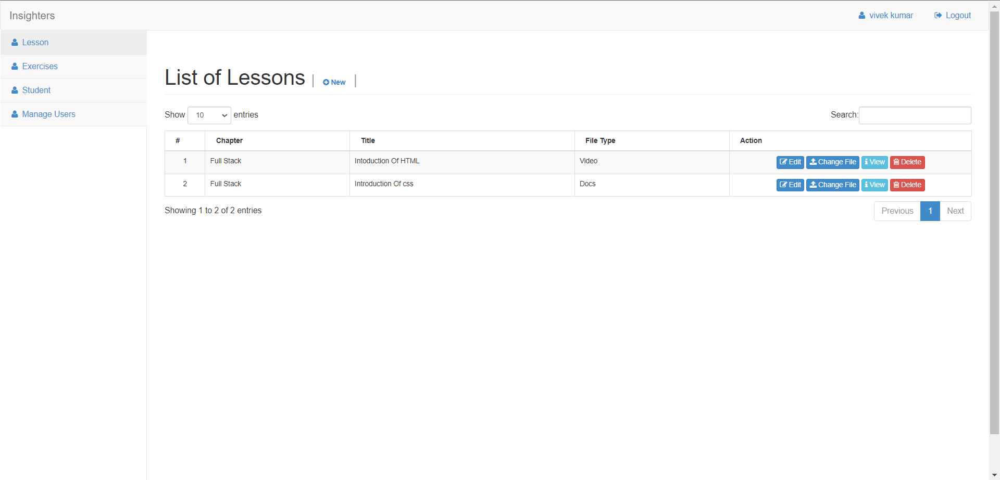 Insighters vivek kumar Logout
Lesson
Exercises
Student
Manage Users
List of Lessons | New |
Show 10 entries Search:
# Chapter Title File Type Action
1 Full Stack Intoduction Of HTML Video Edit Change File View Delete
2 Full Stack Introduction Of css Docs Edit Change File View Delete
Showing 1 to 2 of 2 entries Previous 1 Next